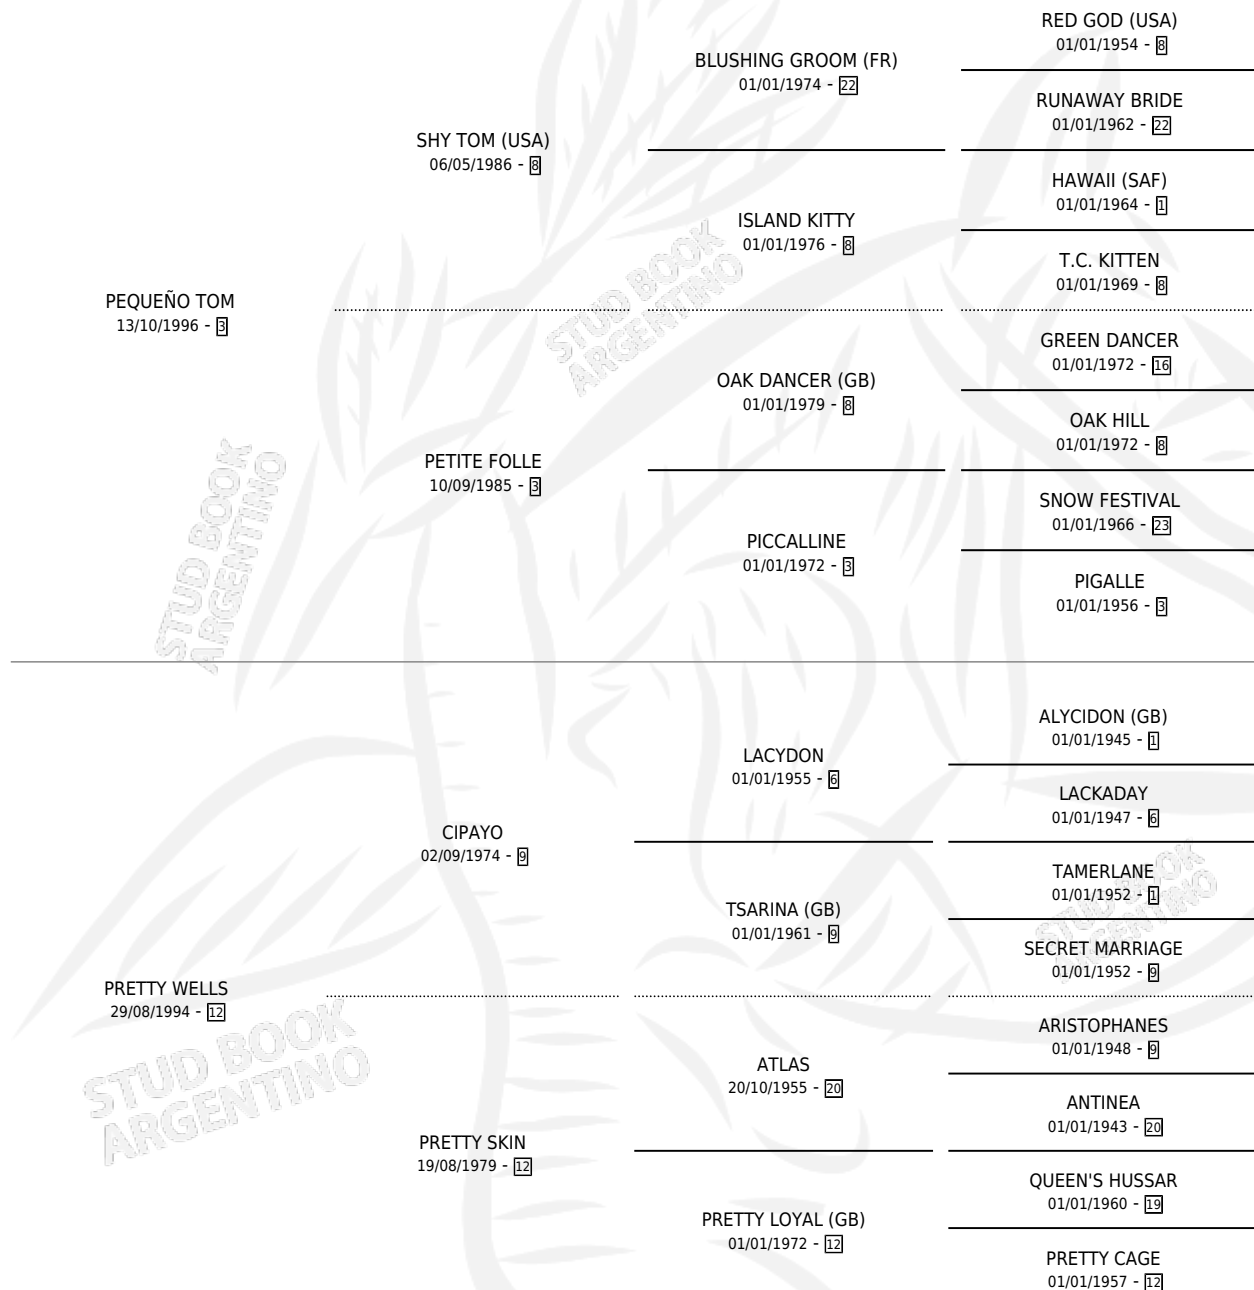 RED GOD (USA)
01/01/1954 - 8
BLUSHING GROOM (FR)
01/01/1974 - 22
RUNAWAY BRIDE
01/01/1962 - 22
SHY TOM (USA)
06/05/1986 - 8
HAWAII (SAF)
01/01/1964 - 1
ISLAND KITTY
01/01/1976 - 8
T.C. KITTEN
01/01/1969 - 8
PEQUEÑO TOM
13/10/1996 - 3
STUD BOOK
ARGENTINO
GREEN DANCER
01/01/1972 - 16
OAK DANCER (GB)
01/01/1979 - 8
OAK HILL
01/01/1972 - 8
PETITE FOLLE
10/09/1985 - 3
SNOW FESTIVAL
01/01/1966 - 23
PICCALLINE
01/01/1972 - 3
PIGALLE
01/01/1956 - 3
STUD BOOK
ARGENTINO
ALYCIDON (GB)
01/01/1945 - 1
LACYDON
01/01/1955 - 6
LACKADAY
01/01/1947 - 6
CIPAYO
02/09/1974 - 9
TAMERLANE
01/01/1952 - 1
TSARINA (GB)
01/01/1961 - 9
SECRET MARRIAGE
01/01/1952 - 9
STUD BOOK
ARGENTINO
PRETTY WELLS
29/08/1994 - 12
STUD BOOK
ARGENTINO
ARISTOPHANES
01/01/1948 - 9
ATLAS
20/10/1955 - 20
ANTINEA
01/01/1943 - 20
PRETTY SKIN
19/08/1979 - 12
QUEEN'S HUSSAR
01/01/1960 - 19
PRETTY LOYAL (GB)
01/01/1972 - 12
PRETTY CAGE
01/01/1957 - 12